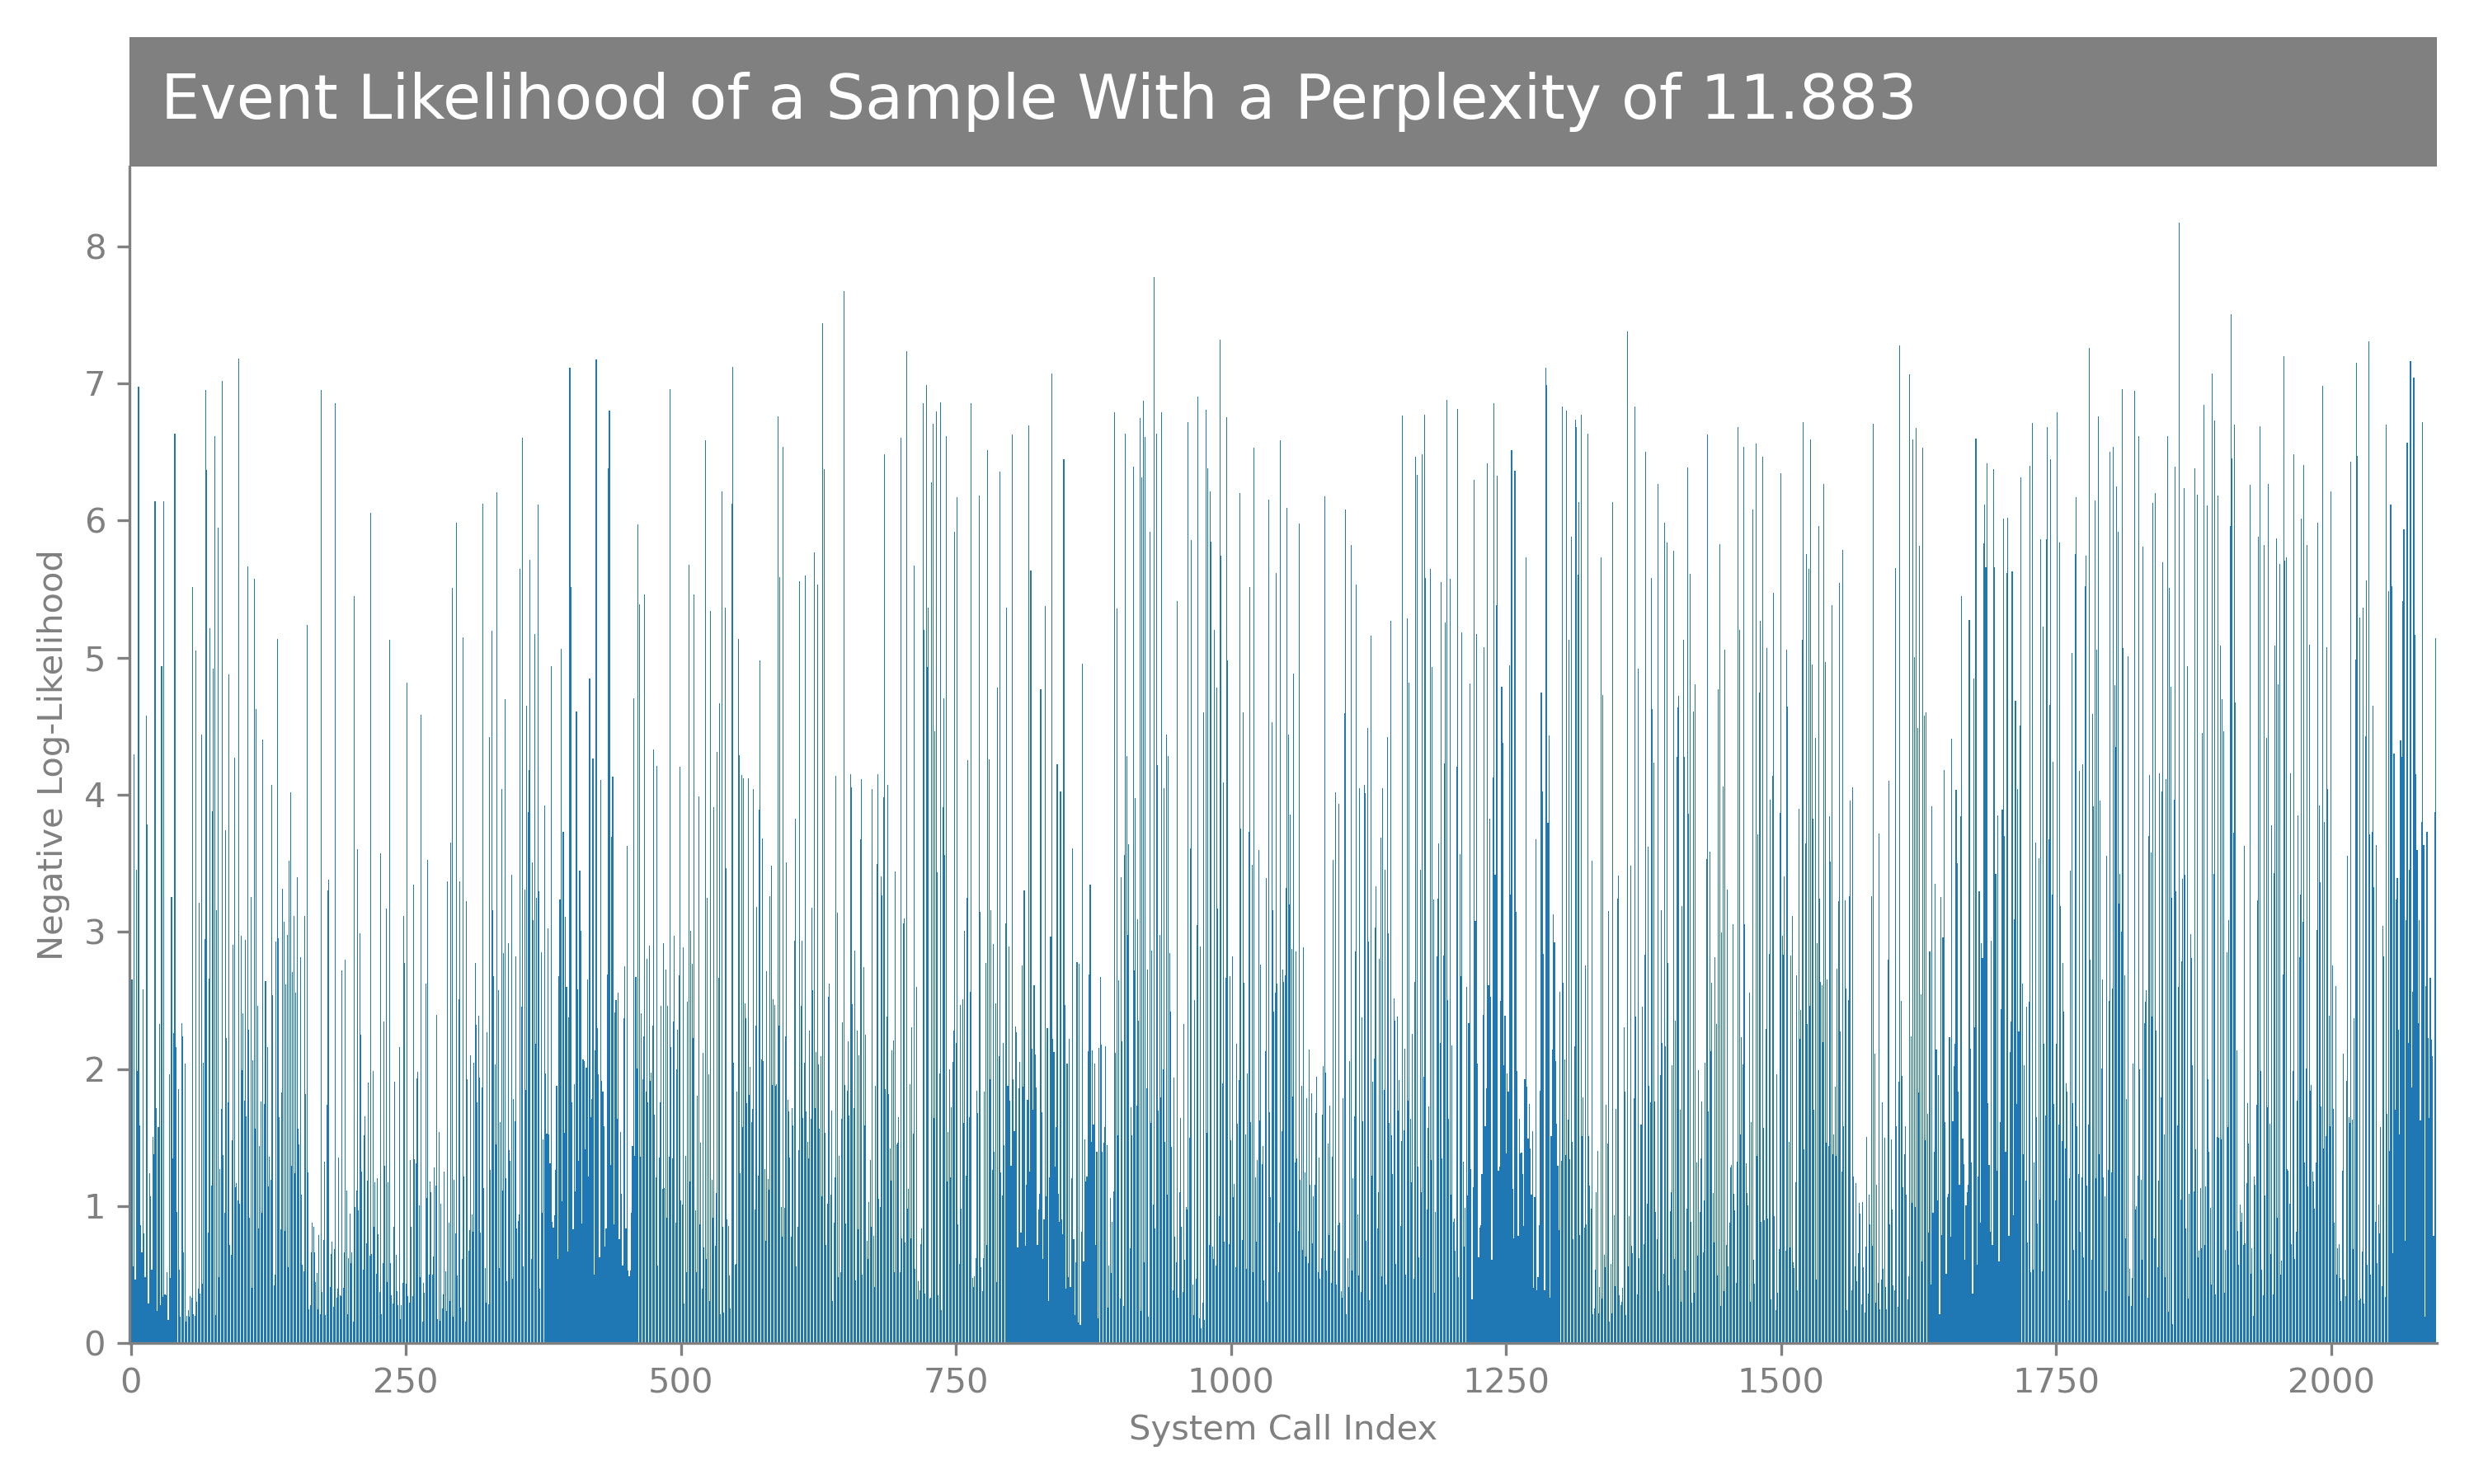 Event Likelihood of a Sample With a Perplexity of 11.883
8
7
6
5
4
3
2
1
0
Negative Log-Likelihood
0 250 500 750 1000 1250 1500 1750 2000
System Call Index